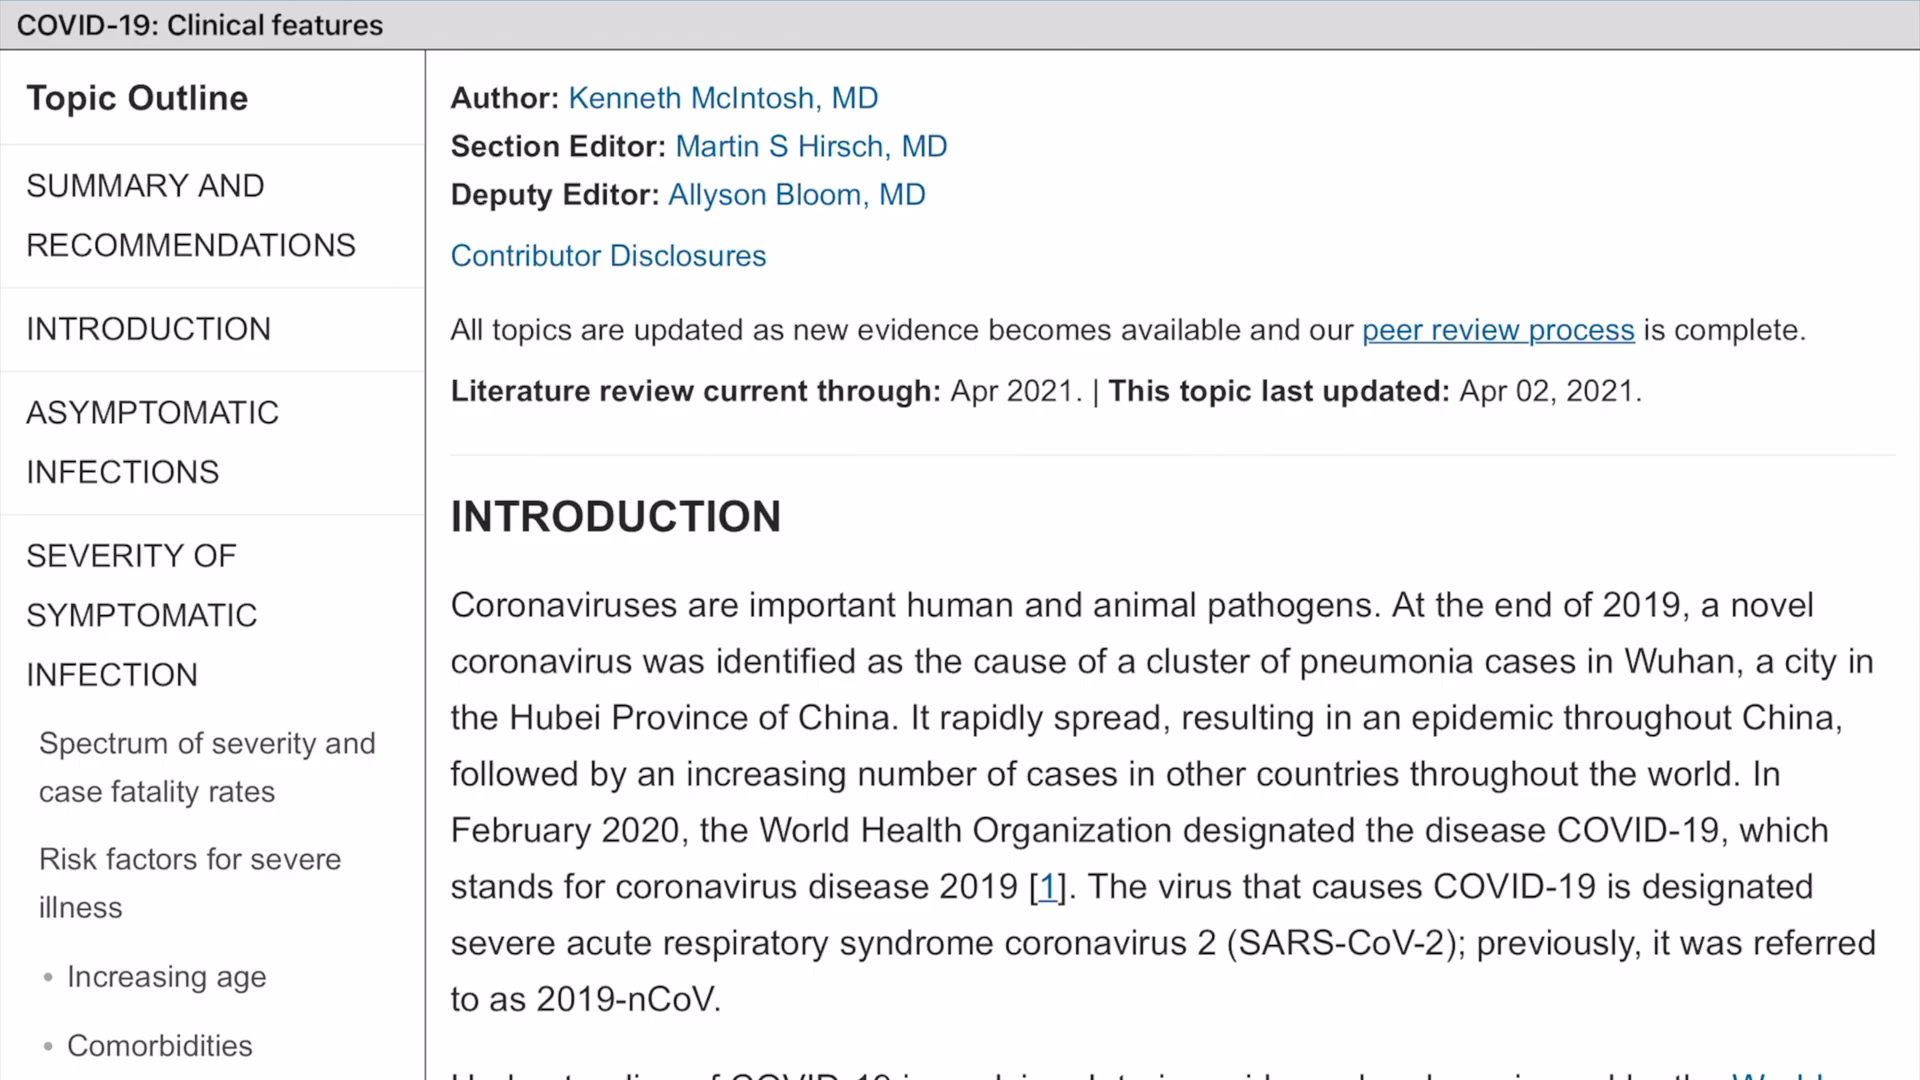 COVID-19: Clinical features
Topic Outline
SUMMARY AND
RECOMMENDATIONS
INTRODUCTION
ASYMPTOMATIC
INFECTIONS
SEVERITY OF
SYMPTOMATIC
INFECTION
Spectrum of severity and
case fatality rates
Risk factors for severe
illness
• Increasing age
• Comorbidities
Author: Kenneth McIntosh, MD
Section Editor: Martin S Hirsch, MD
Deputy Editor: Allyson Bloom, MD
Contributor Disclosures
All topics are updated as new evidence becomes available and our peer review process is complete.
Literature review current through: Apr 2021. | This topic last updated: Apr 02, 2021.
INTRODUCTION
Coronaviruses are important human and animal pathogens. At the end of 2019, a novel
coronavirus was identified as the cause of a cluster of pneumonia cases in Wuhan, a city in
the Hubei Province of China. It rapidly spread, resulting in an epidemic throughout China,
followed by an increasing number of cases in other countries throughout the world. In
February 2020, the World Health Organization designated the disease COVID-19, which
stands for coronavirus disease 2019 [1]. The virus that causes COVID-19 is designated
severe acute respiratory syndrome coronavirus 2 (SARS-CoV-2); previously, it was referred
to as 2019-nCoV.